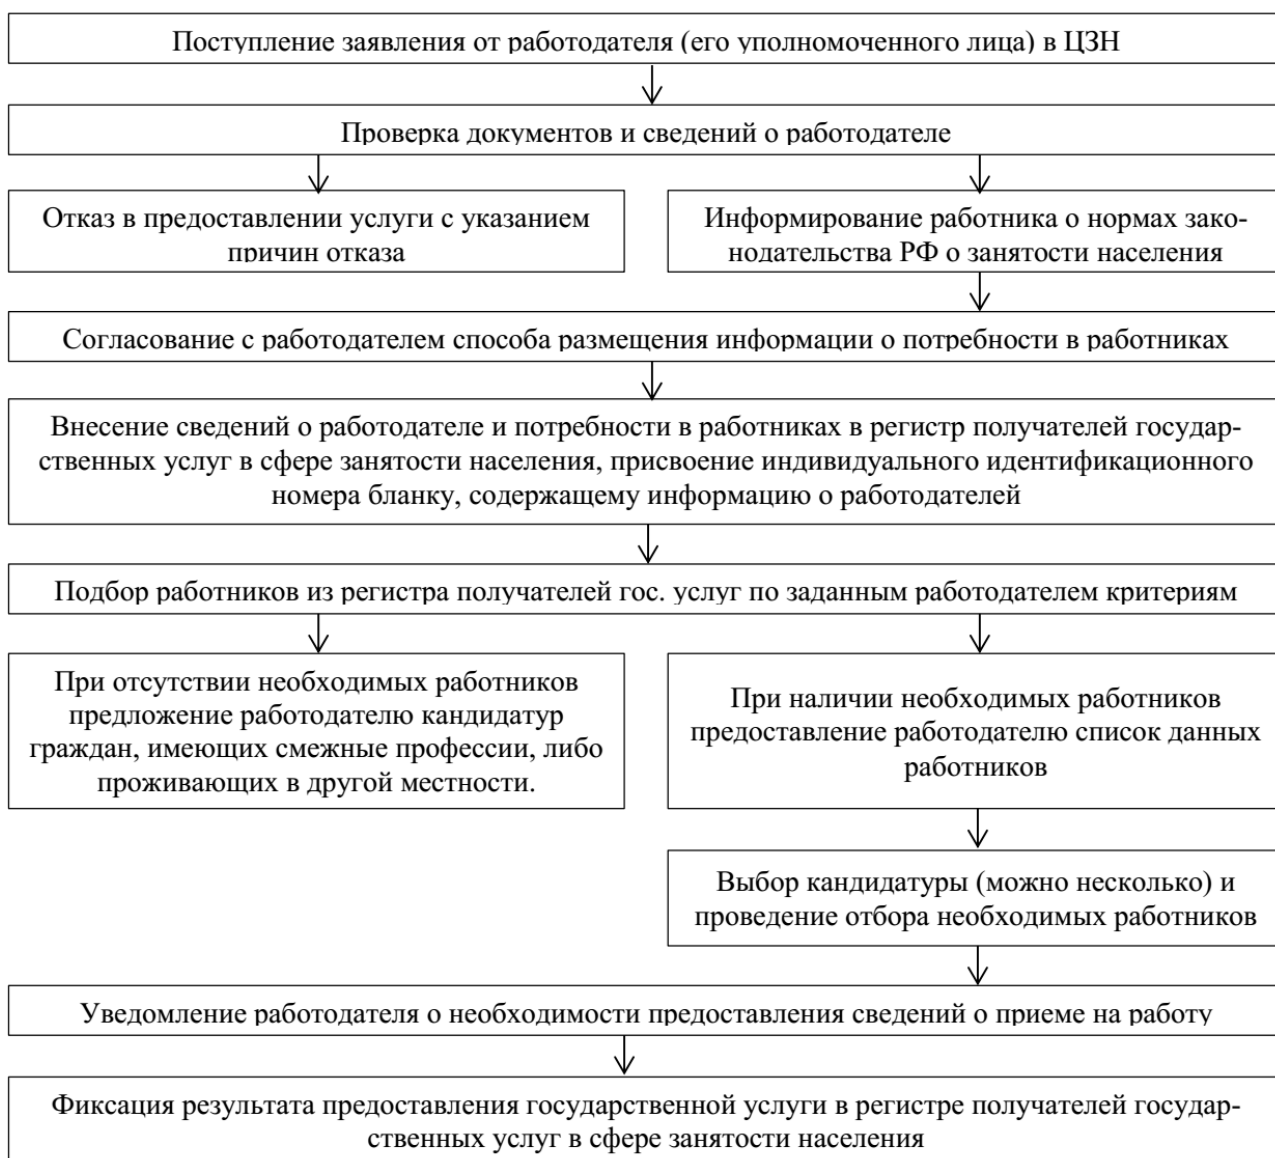 Поступление заявления от работодателя (его уполномоченного лица) в ЦЗН
Проверка документов и сведений о работодателе
Отказ в предоставлении услуги с указанием
причин отказа
Информирование работника о нормах зако-
нодательства РФ о занятости населения
Согласование с работодателем способа размещения информации о потребности в работниках
Внесение сведений о работодателе и потребности в работниках в регистр получателей государ-
ственных услуг в сфере занятости населения, присвоение индивидуального идентификационного
номера бланку, содержащему информацию о работодателей
Подбор работников из регистра получателей гос. услуг по заданным работодателем критериям
При отсутствии необходимых работников
предложение работодателю кандидатур
граждан, имеющих смежные профессии, либо
проживающих в другой местности.
При наличии необходимых работников
предоставление работодателю список данных
работников
Выбор кандидатуры (можно несколько) и
проведение отбора необходимых работников
Уведомление работодателя о необходимости предоставления сведений о приеме на работу
Фиксация результата предоставления государственной услуги в регистре получателей государ-
ственных услуг в сфере занятости населения